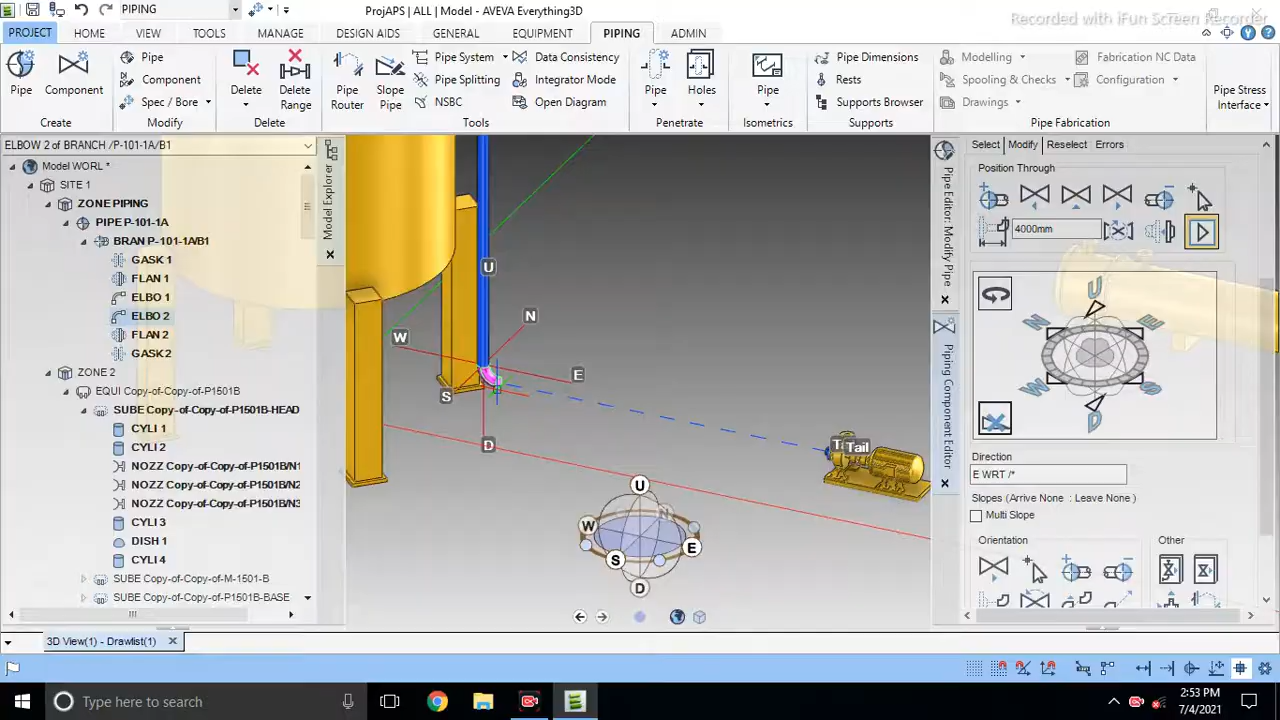 PIPING
ProjAPS | ALL | Model - AVEVA Everything3D
Recorded with iFun Screen Recorder
PROJECT HOME VIEW TOOLS MANAGE DESIGN AIDS GENERAL EQUIPMENT PIPING ADMIN
Pipe
Component
Create
Pipe
Component
Spec / Bore
Modify
Delete
Delete Range
Delete
Pipe Router
Slope Pipe
Pipe System
Pipe Splitting
NSBC
Data Consistency
Integrator Mode
Open Diagram
Tools
Pipe
Holes
Penetrate
Pipe
Isometrics
Pipe Dimensions
Rests
Supports Browser
Supports
Modelling
Spooling & Checks
Drawings
Fabrication NC Data
Configuration
Pipe Fabrication
Pipe Stress Interface
ELBOW 2 of BRANCH /P-101-1A/B1
Model WORL *
SITE 1
ZONE PIPING
PIPE P-101-1A
BRAN P-101-1A/B1
GASK 1
FLAN 1
ELBO 1
ELBO 2
FLAN 2
GASK 2
ZONE 2
EQUI Copy-of-Copy-of-P1501B
SUBE Copy-of-Copy-of-P1501B-HEAD
CYLI 1
CYLI 2
NOZZ Copy-of-Copy-of-P1501B/N1
NOZZ Copy-of-Copy-of-P1501B/N2
NOZZ Copy-of-Copy-of-P1501B/N3
CYLI 3
DISH 1
CYLI 4
SUBE Copy-of-Copy-of-M-1501-B
SUBE Copy-of-Copy-of-P1501B-BASE
Model Explorer
U
N
W
E
S
D
Tail
U
W
E
S
D
Pipe Editor: Modify Pipe
Piping Component Editor
Select Modify Reselect Errors
Position Through
4000mm
U
N
E
W
S
D
Direction
E WRT /*
Slopes (Arrive None : Leave None )
Multi Slope
Orientation
Other
3D View(1) - Drawlist(1)
Type here to search
2:53 PM
7/4/2021